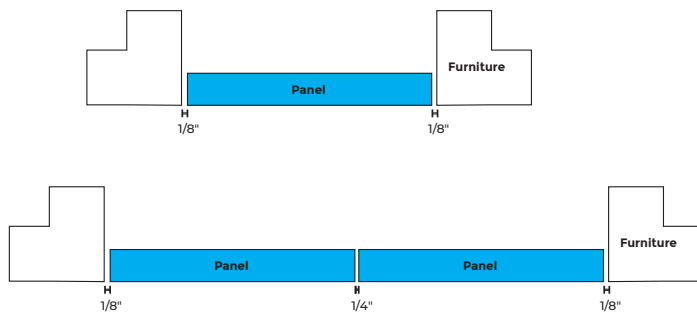 Furniture
Panel
1/8" 1/8"
Furniture
Panel Panel
1/8" 1/4" 1/8"